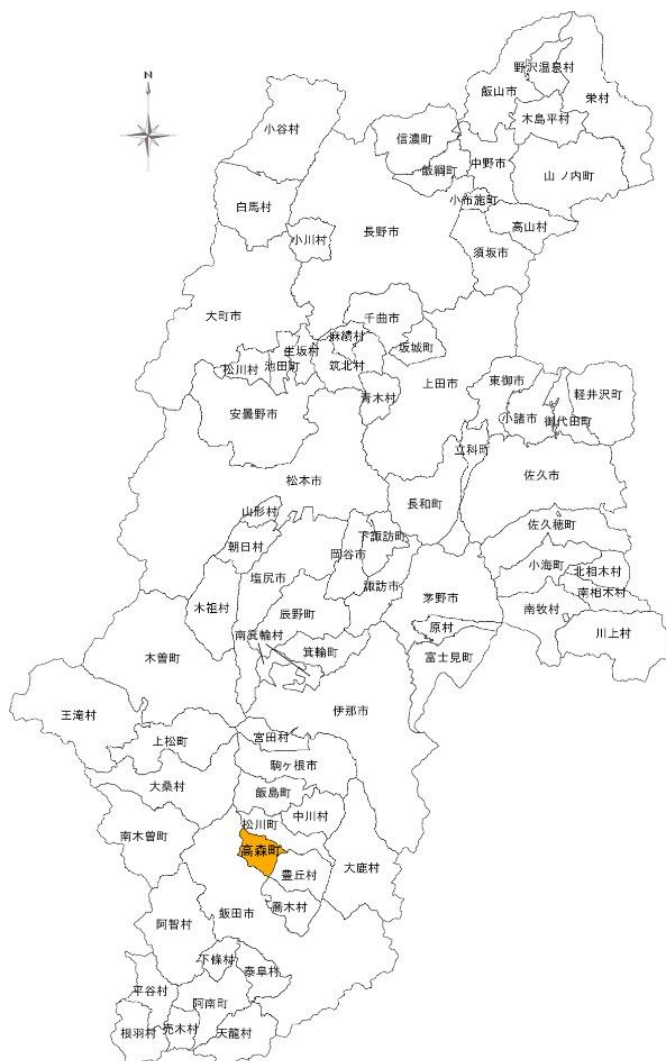 N
野沢温泉村
飯山市
栄村
小谷村
木島平村
信濃町
中野市
飯綱町
山ノ内町
白馬村
小布施町
高山村
長野市
小川村
須坂市
大町市
千曲市
麻績村
坂城町
生坂村
松川村
池田町
筑北村
上田市
東御市
青木村
軽井沢町
安曇野市
小諸市
御代田町
立科町
松本市
佐久市
長和町
山形村
佐久穂町
下諏訪町
朝日村
岡谷市
小海町
北相木村
塩尻市
諏訪市
南相木村
茅野市
木祖村
辰野町
南牧村
原村
川上村
南箕輪村
箕輪町
木曽町
富士見町
王滝村
伊那市
上松町
宮田村
駒ヶ根市
大桑村
飯島町
中川村
松川町
南木曽町
高森町
大鹿村
豊丘村
飯田市
喬木村
阿智村
下條村
泰阜村
平谷村
阿南町
根羽村
売木村
天龍村